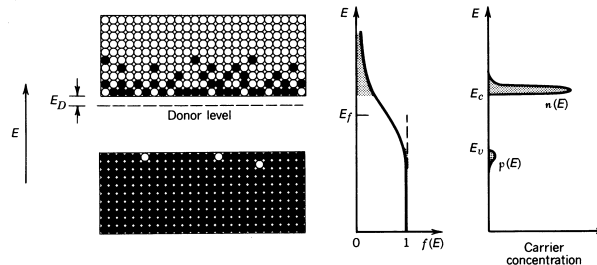 E
E_D
Donor level
E
E_f
0
1
f(E)
E
E_c
n(E)
E_v
p(E)
Carrier
concentration